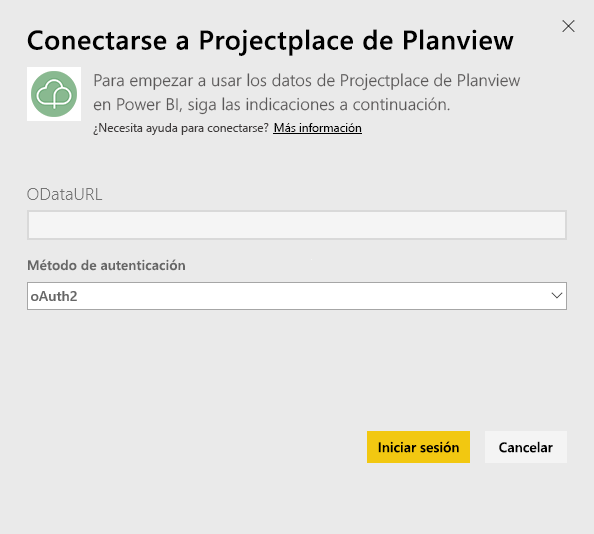 Conectarse a Projectplace de Planview
Para empezar a usar los datos de Projectplace de Planview
en Power BI, siga las indicaciones a continuación.
¿Necesita ayuda para conectarse? Más información
ODataURL
Método de autenticación
oAuth2
Iniciar sesión
Cancelar